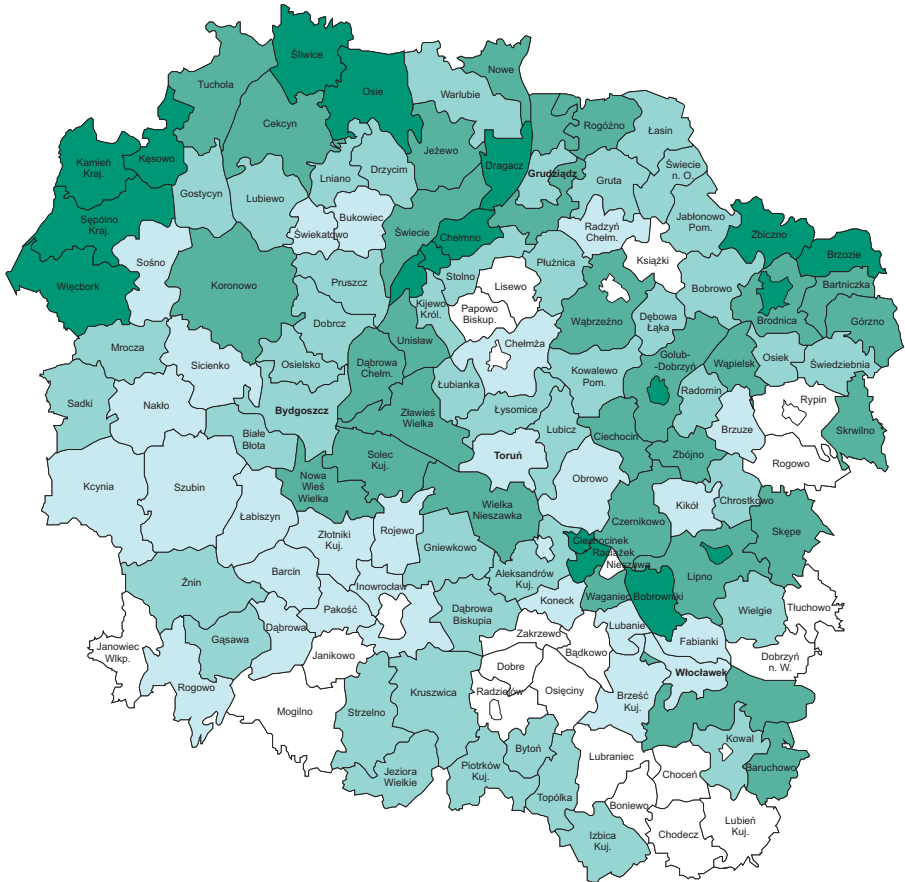 Śliwice
Nowe
Tuchola
Osie
Warlubie
Cekcyn
Rogóźno
Łasin
Jeżewo
Kamień
Kraj.
Kęsowo
Dragacz
Drzycim
Lniano
Grudziądz
Gruta
Świecie
n. O.
Gostycyn
Lubiewo
Bukowiec
Sępólno
Kraj.
Jabłonowo
Pom.
Zbiczno
Świekatowo
Świecie
Chełmno
Radzyń
Chełm.
Brzozie
Sośno
Książki
Płużnica
Stolno
Pruszcz
Bobrowo
Bartniczka
Więcbork
Koronowo
Lisewo
Kijewo
Król.
Papowo
Biskup.
Dębowa
Łąka
Brodnica
Górzno
Dobrcz
Wąbrzeźno
Unisław
Chełmża
Mrocza
Sicienko
Osielsko
Dąbrowa
Chełm.
Golub-
-Dobrzyń
Wąpielsk
Osiek
Świedziebnia
Kowalewo
Pom.
Łubianka
Radomin
Sadki
Nakło
Bydgoszcz
Zławieś
Wielka
Łysomice
Rypin
Skrwilno
Białe
Błota
Lubicz
Ciechocin
Brzuze
Solec
Kuj.
Toruń
Zbójno
Rogowo
Nowa
Wieś
Wielka
Kcynia
Szubin
Obrowo
Wielka
Nieszawka
Kikół
Chrostkowo
Łabiszyn
Czernikowo
Złotniki
Kuj.
Rojewo
Skępe
Ciechocinek
Gniewkowo
Raciążek
Nieszawa
Barcin
Żnin
Inowrocław
Aleksandrów
Kuj.
Lipno
Waganiec
Bobrowniki
Pakość
Koneck
Dąbrowa
Biskupia
Wielgie
Tłuchowo
Lubanie
Dąbrowa
Gąsawa
Zakrzewo
Fabianki
Janowiec
Wlkp.
Janikowo
Bądkowo
Dobrzyń
n. W.
Dobre
Włocławek
Rogowo
Kruszwica
Radziejów
Osięciny
Brześć
Kuj.
Mogilno
Strzelno
Kowal
Bytoń
Lubraniec
Piotrków
Kuj.
Baruchowo
Jeziora
Wielkie
Choceń
Topólka
Boniewo
Lubień
Kuj.
Izbica
Kuj.
Chodecz